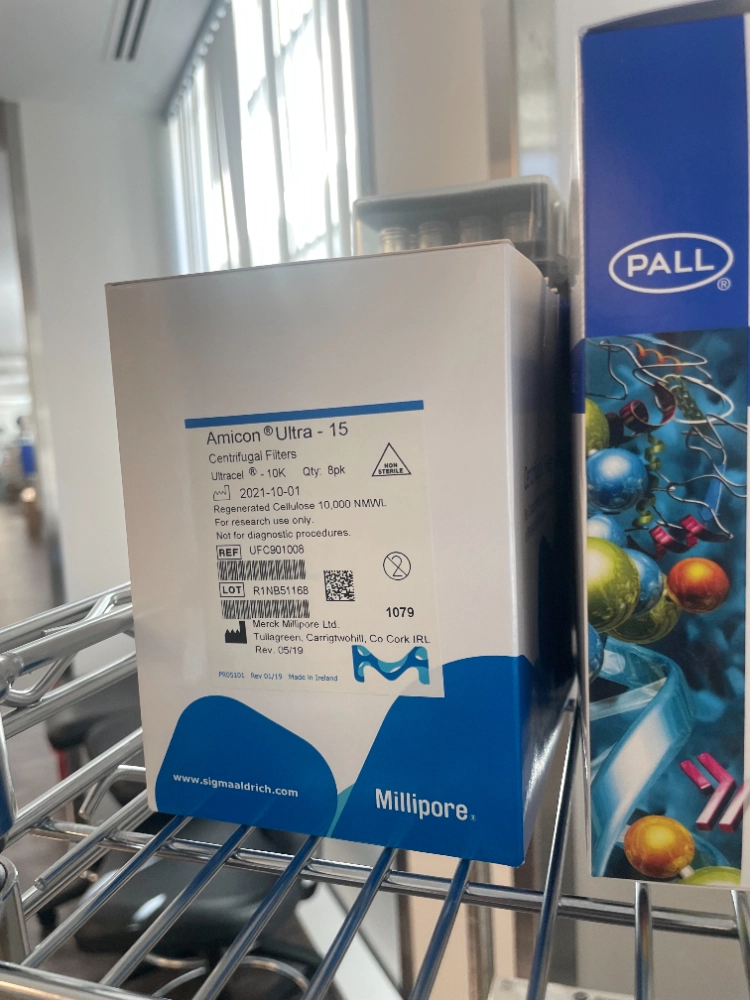 PALL®
Amicon® Ultra - 15
Centrifugal Filters
Ultracel® - 10K Qty: 8pk
NON
STERILE
2021-10-01
Regenerated Cellulose 10,000 NMWL
For research use only.
Not for diagnostic procedures.
REF UFC901008
2
LOT R1NB51168
1079
Merck Millipore Ltd.
Tullagreen, Carrigtwohill, Co Cork IRL
Rev. 05/19
PR05101 Rev 01/19 Made in Ireland
www.sigmaaldrich.com
Millipore®